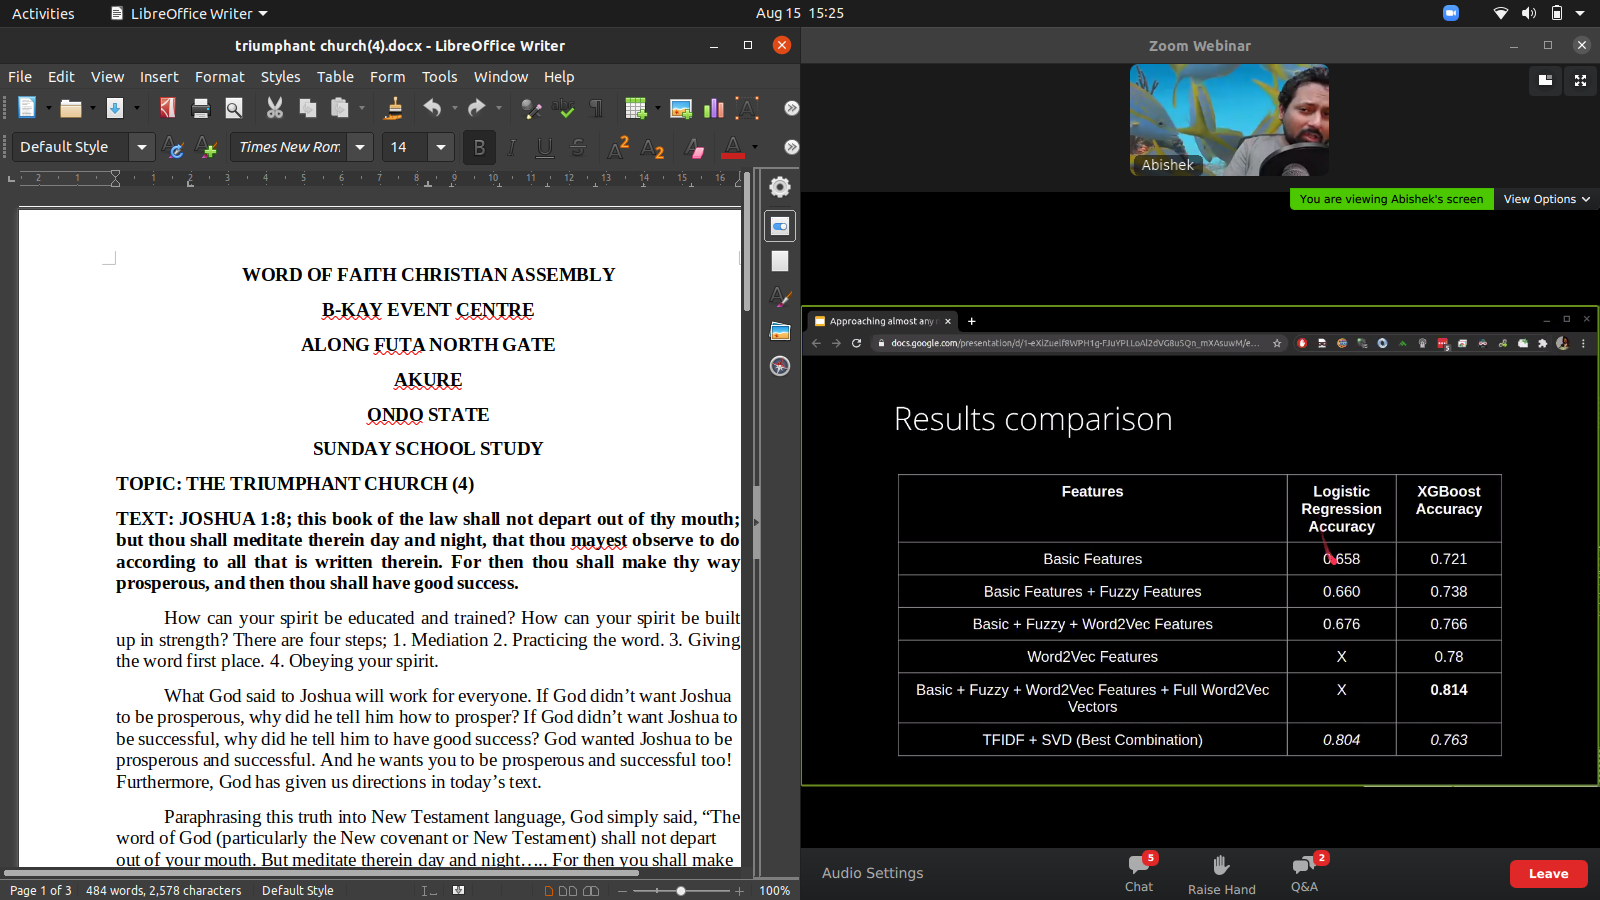 Activities
LibreOffice Writer
Aug 15 15:25
triumphant church(4).docx - LibreOffice Writer
File Edit View Insert Format Styles Table Form Tools Window Help
Default Style
Times New Rom
14
2 1 1 2 3 4 5 6 7 8 9 10 11 12 13 14 15 16
WORD OF FAITH CHRISTIAN ASSEMBLY
B-KAY EVENT CENTRE
ALONG FUTA NORTH GATE
AKURE
ONDO STATE
SUNDAY SCHOOL STUDY
TOPIC: THE TRIUMPHANT CHURCH (4)
TEXT: JOSHUA 1:8; this book of the law shall not depart out of thy mouth;
but thou shall meditate therein day and night, that thou mayest observe to do
according to all that is written therein. For then thou shall make thy way
prosperous, and then thou shall have good success.
How can your spirit be educated and trained? How can your spirit be built
up in strength? There are four steps; 1. Mediation 2. Practicing the word. 3. Giving
the word first place. 4. Obeying your spirit.
What God said to Joshua will work for everyone. If God didn’t want Joshua
to be prosperous, why did he tell him how to prosper? If God didn’t want Joshua to
be successful, why did he tell him to have good success? God wanted Joshua to be
prosperous and successful. And he wants you to be prosperous and successful too!
Furthermore, God has given us directions in today’s text.
Paraphrasing this truth into New Testament language, God simply said, “The
word of God (particularly the New covenant or New Testament) shall not depart
out of your mouth. But meditate therein day and night….. For then you shall make
Page 1 of 3
484 words, 2,578 characters
Default Style
100%
Zoom Webinar
Abishek
You are viewing Abishek's screen
View Options
Approaching almost any
Results comparison
Features
Logistic Regression Accuracy
XGBoost Accuracy
Basic Features 0.658 0.721
Basic Features + Fuzzy Features 0.660 0.738
Basic + Fuzzy + Word2Vec Features 0.676 0.766
Word2Vec Features X 0.78
Basic + Fuzzy + Word2Vec Features + Full Word2Vec
Vectors X 0.814
TFIDF + SVD (Best Combination) 0.804 0.763
Audio Settings
5
Chat
Raise Hand
2
Q&A
Leave